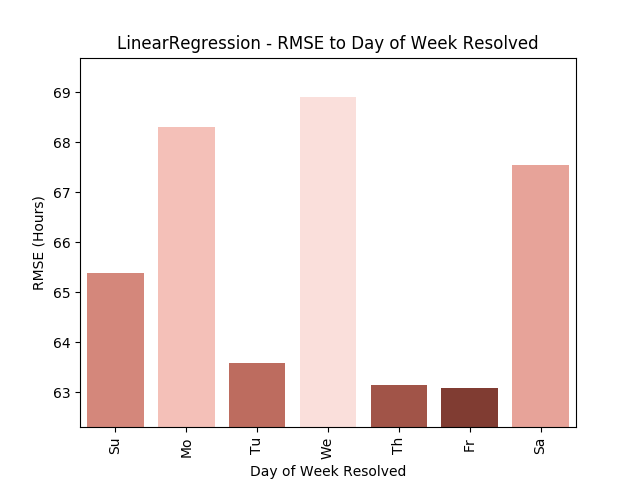 LinearRegression - RMSE to Day of Week Resolved
RMSE (Hours)
69
68
67
66
65
64
63
Su Mo Tu We Th Fr Sa
Day of Week Resolved